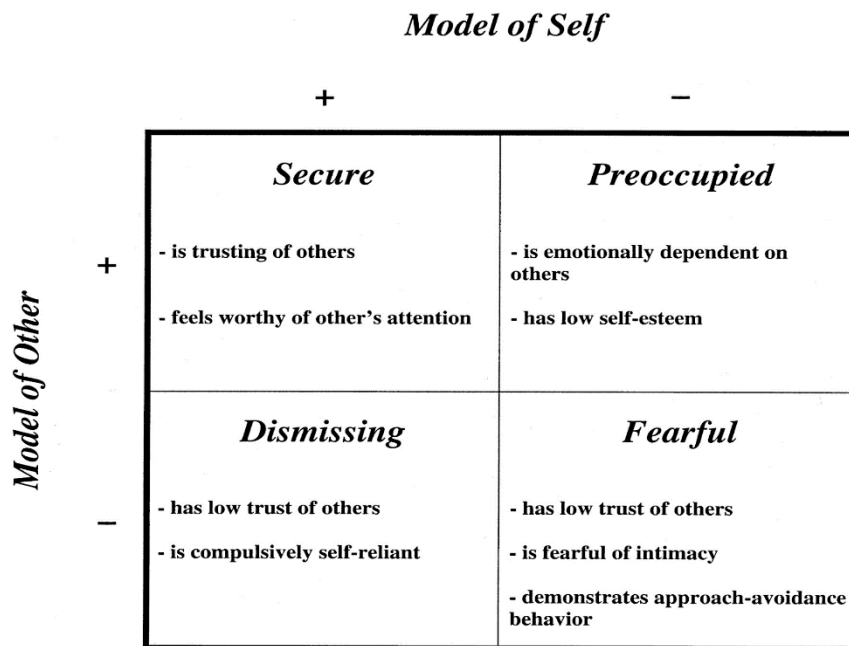 Model of Self
+ −
Secure
- is trusting of others
- feels worthy of other's attention
Preoccupied
- is emotionally dependent on
others
- has low self-esteem
Model of Other
+
−
Dismissing
- has low trust of others
- is compulsively self-reliant
Fearful
- has low trust of others
- is fearful of intimacy
- demonstrates approach-avoidance
behavior